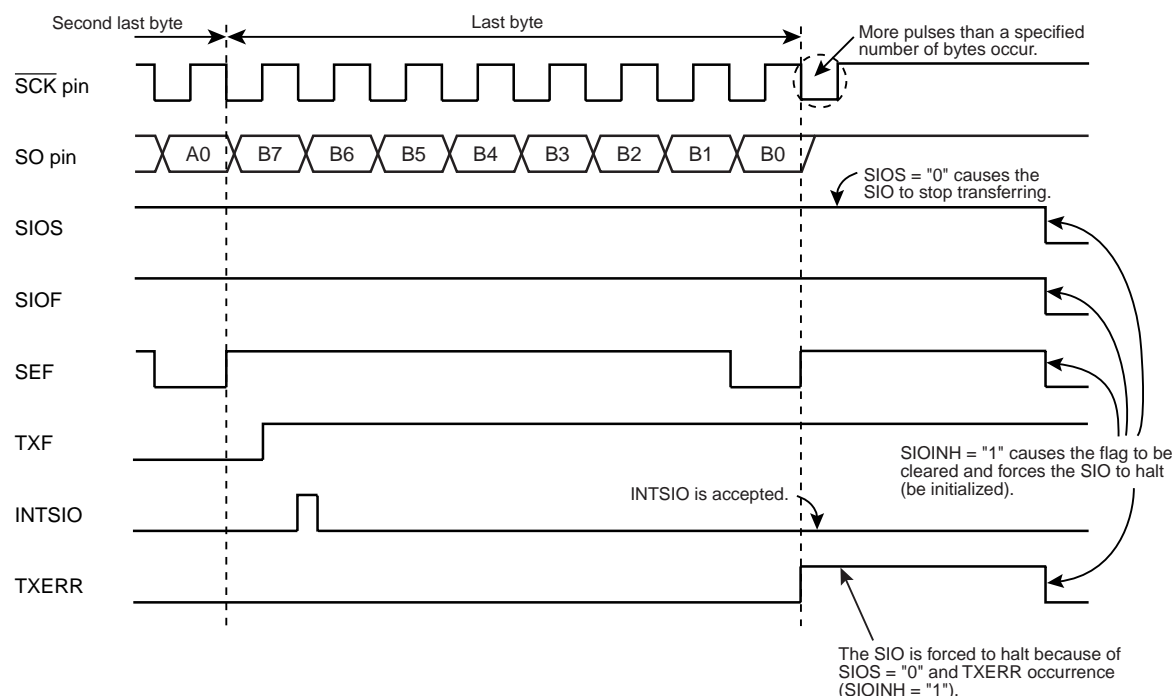 Second last byte
Last byte
More pulses than a specified
number of bytes occur.
SCK pin
SO pin
A0 B7 B6 B5 B4 B3 B2 B1 B0
SIOS = "0" causes the
SIO to stop transferring.
SIOS
SIOF
SEF
TXF
SIOINH = "1" causes the flag to be
cleared and forces the SIO to halt
(be initialized).
INTSIO is accepted.
INTSIO
TXERR
The SIO is forced to halt because of
SIOS = "0" and TXERR occurrence
(SIOINH = "1").